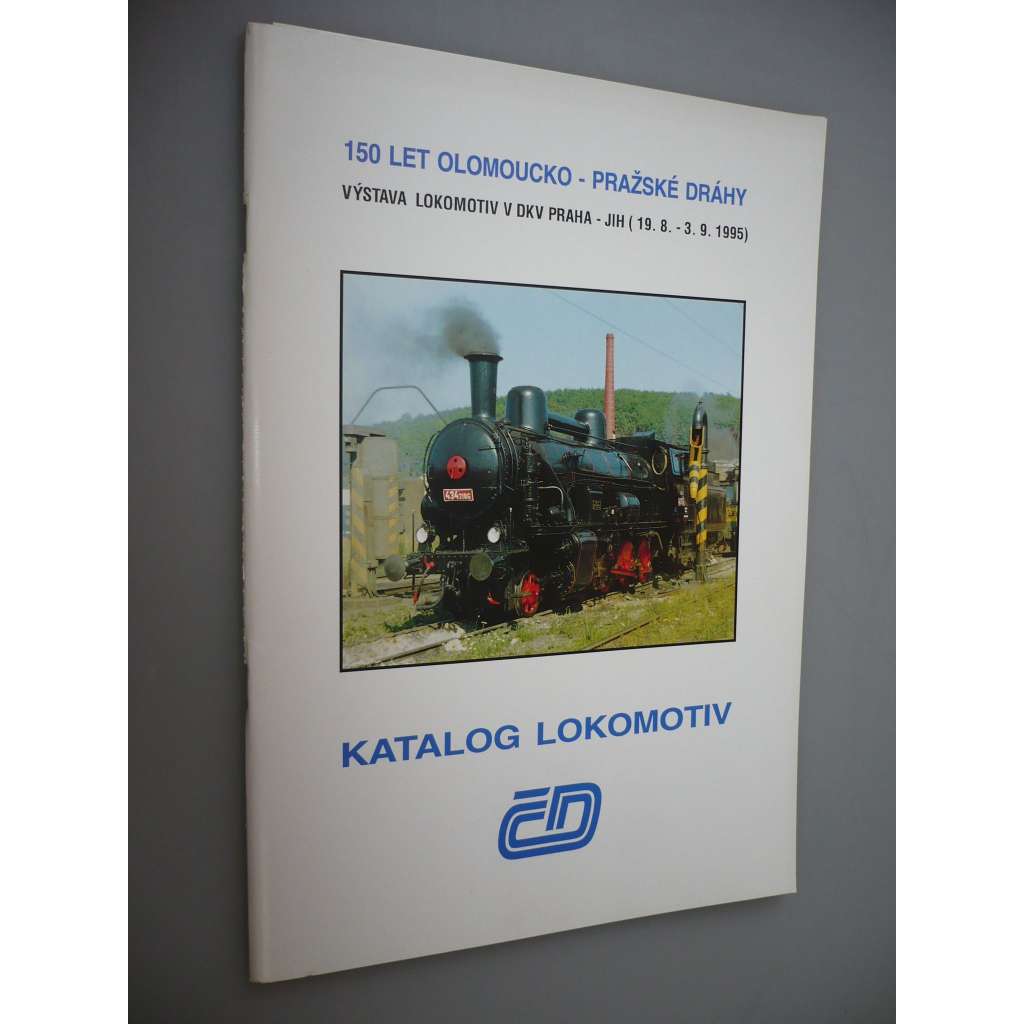 150 LET OLOMOUCKO - PRAŽSKÉ DRÁHY
VÝSTAVA LOKOMOTIV V DKV PRAHA - JIH ( 19. 8. - 3. 9. 1995)
KATALOG LOKOMOTIV
ČD